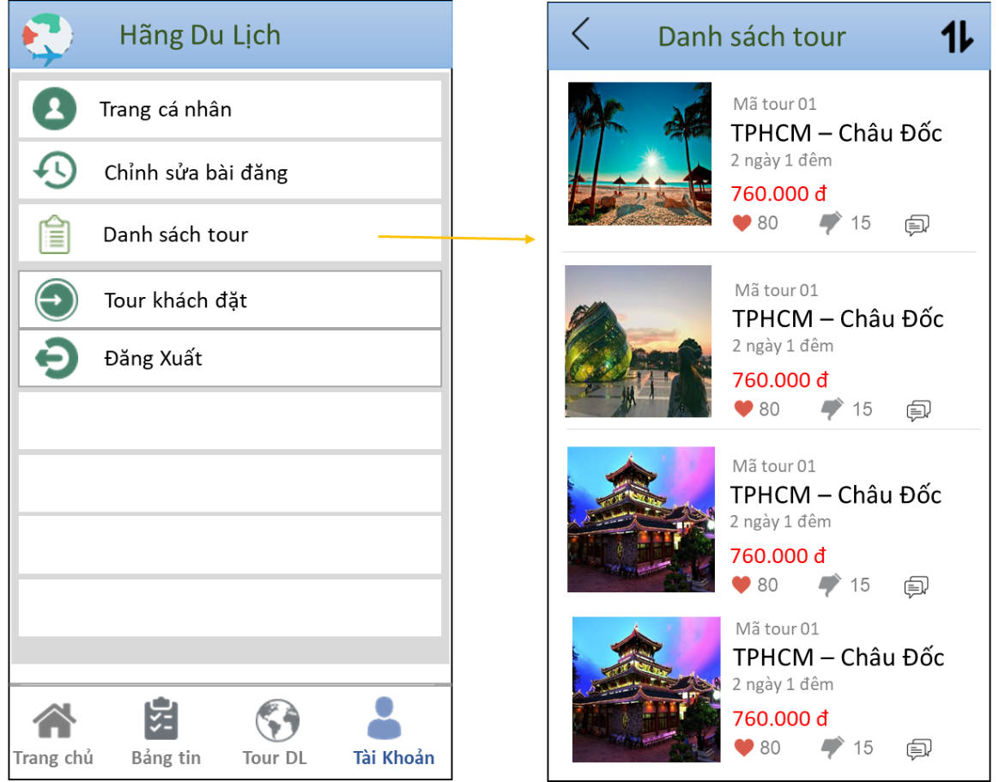 Hãng Du Lịch
Trang cá nhân
Chỉnh sửa bài đăng
Danh sách tour
Tour khách đặt
Đăng Xuất
Trang chủ
Bảng tin
Tour DL
Tài Khoản
Danh sách tour
Mã tour 01
TPHCM – Châu Đốc
2 ngày 1 đêm
760.000 đ
80 15
Mã tour 01
TPHCM – Châu Đốc
2 ngày 1 đêm
760.000 đ
80 15
Mã tour 01
TPHCM – Châu Đốc
2 ngày 1 đêm
760.000 đ
80 15
Mã tour 01
TPHCM – Châu Đốc
2 ngày 1 đêm
760.000 đ
80 15